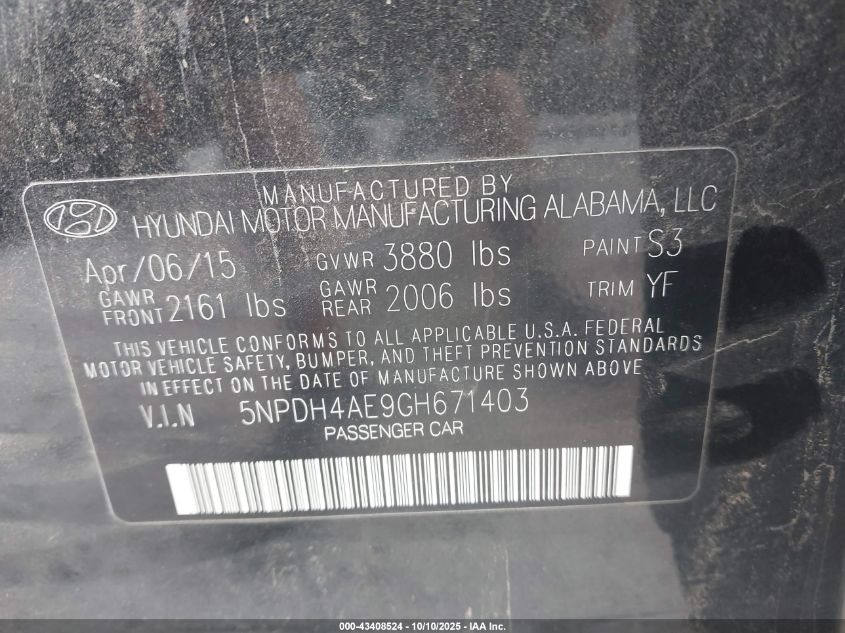 MANUFACTURED BY
HYUNDAI MOTOR MANUFACTURING ALABAMA, LLC
Apr/06/15 GVWR 3880 lbs PAINT S3
GAWR FRONT 2161 lbs GAWR REAR 2006 lbs TRIM YF
THIS VEHICLE CONFORMS TO ALL APPLICABLE U.S.A. FEDERAL
MOTOR VEHICLE SAFETY, BUMPER, AND THEFT PREVENTION STANDARDS
IN EFFECT ON THE DATE OF MANUFACTURE SHOWN ABOVE
V.I.N 5NPDH4AE9GH671403
PASSENGER CAR
000-43408524 - 10/10/2025 - IAA Inc.